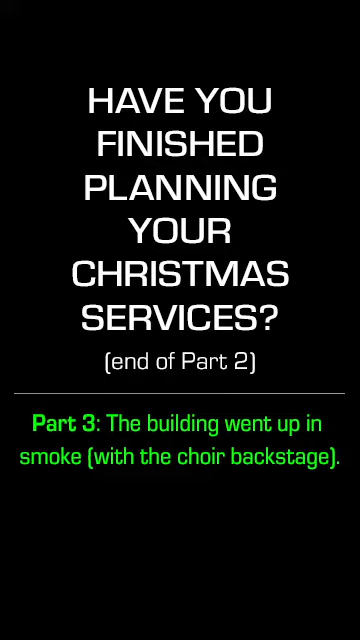 HAVE YOU
FINISHED
PLANNING
YOUR
CHRISTMAS
SERVICES?
(end of Part 2)
Part 3: The building went up in
smoke (with the choir backstage).